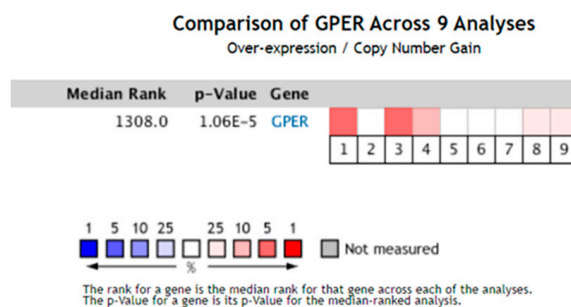 Comparison of GPER Across 9 Analyses
Over-expression / Copy Number Gain
Median Rank p-Value Gene
1308.0 1.06E-5 GPER
1 2 3 4 5 6 7 8 9
1 5 10 25 25 10 5 1
Not measured
%
The rank for a gene is the median rank for that gene across each of the analyses.
The p-Value for a gene is its p-Value for the median-ranked analysis.